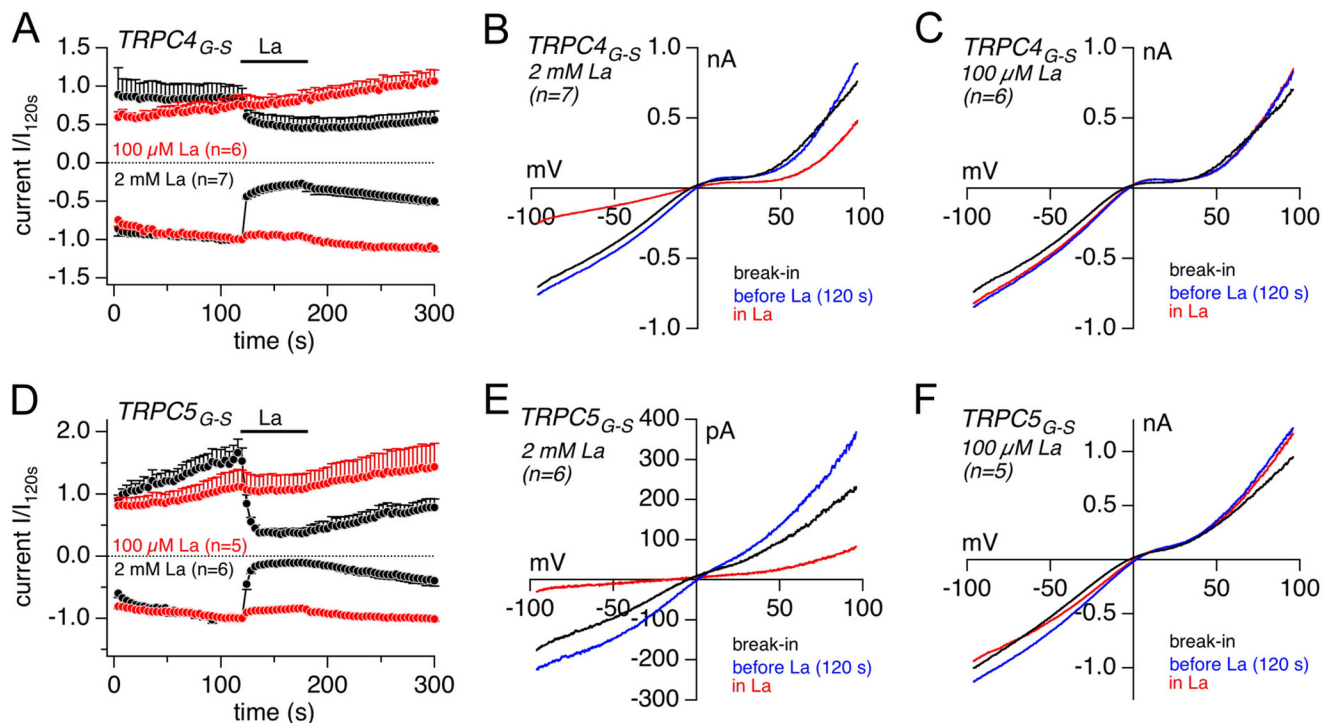 A
TRPC4G-S
La
1.5
1.0
0.5
0.0
-0.5
-1.0
-1.5
current I/I120s
100 µM La (n=6)
2 mM La (n=7)
0
100
200
300
time (s)
B
TRPC4G-S
2 mM La
(n=7)
1.0
nA
0.5
mV
-100
-50
50
100
-0.5
-1.0
break-in
before La (120 s)
in La
C
TRPC4G-S
100 µM La
(n=6)
1.0
nA
0.5
mV
-100
-50
50
100
-0.5
-1.0
break-in
before La (120 s)
in La
D
TRPC5G-S
La
2.0
1.0
0.0
-1.0
current I/I120s
100 µM La (n=5)
2 mM La (n=6)
0
100
200
300
time (s)
E
TRPC5G-S
2 mM La
(n=6)
400
pA
300
200
100
mV
-100
-50
50
100
-100
-200
-300
break-in
before La (120 s)
in La
F
TRPC5G-S
100 µM La
(n=5)
nA
1.0
0.5
mV
-100
-50
50
100
-0.5
-1.0
break-in
before La (120 s)
in La